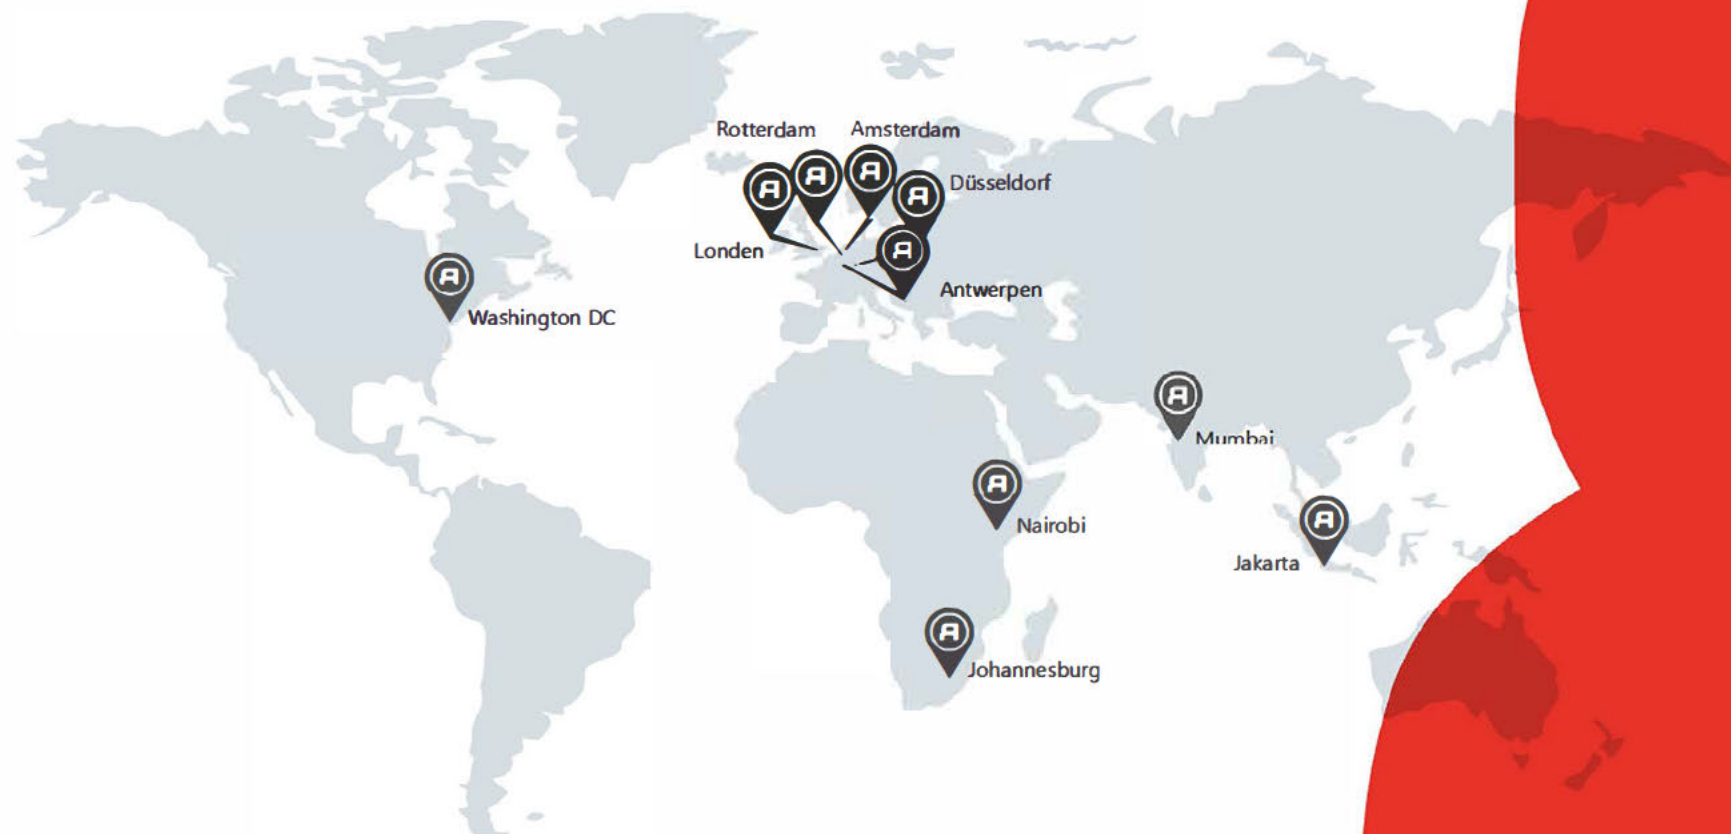 Rotterdam
Amsterdam
Düsseldorf
Londen
Antwerpen
Washington DC
Mumbai
Nairobi
Jakarta
Johannesburg